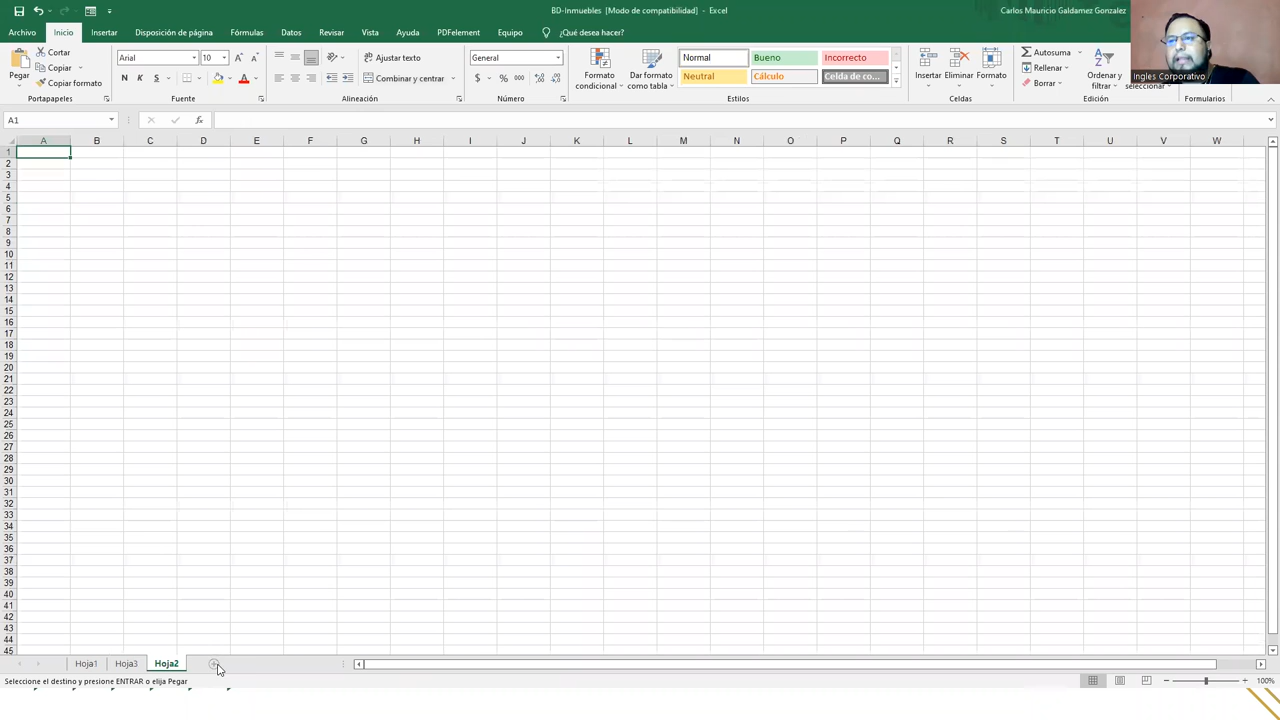 BD-Inmuebles [Modo de compatibilidad] - Excel
Carlos Mauricio Galdamez Gonzalez
Archivo Inicio Insertar Disposición de página Fórmulas Datos Revisar Vista Ayuda PDFelement Equipo ¿Qué desea hacer?
Pegar
Cortar
Copiar
Copiar formato
Portapapeles
Arial 10
N K S
Fuente
Ajustar texto
Combinar y centrar
Alineación
General
$ % 000
Número
Formato condicional
Dar formato como tabla
Normal Bueno Incorrecto
Neutral Cálculo Celda de co...
Estilos
Insertar Eliminar Formato
Celdas
Autosuma
Rellenar
Borrar
Ordenar y filtrar
seleccionar
Edición
Formularios
Ingles Corporativo
A1 fx
A B C D E F G H I J K L M N O P Q R S T U V W
1
2
3
4
5
6
7
8
9
10
11
12
13
14
15
16
17
18
19
20
21
22
23
24
25
26
27
28
29
30
31
32
33
34
35
36
37
38
39
40
41
42
43
44
45
Hoja1 Hoja3 Hoja2
Seleccione el destino y presione ENTRAR o elija Pegar
100%